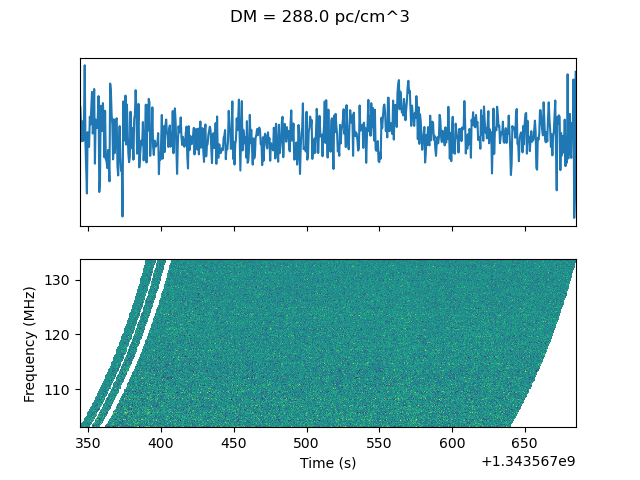 DM = 288.0 pc/cm^3
130
120
110
Frequency (MHz)
350 400 450 500 550 600 650
Time (s)
+1.343567e9